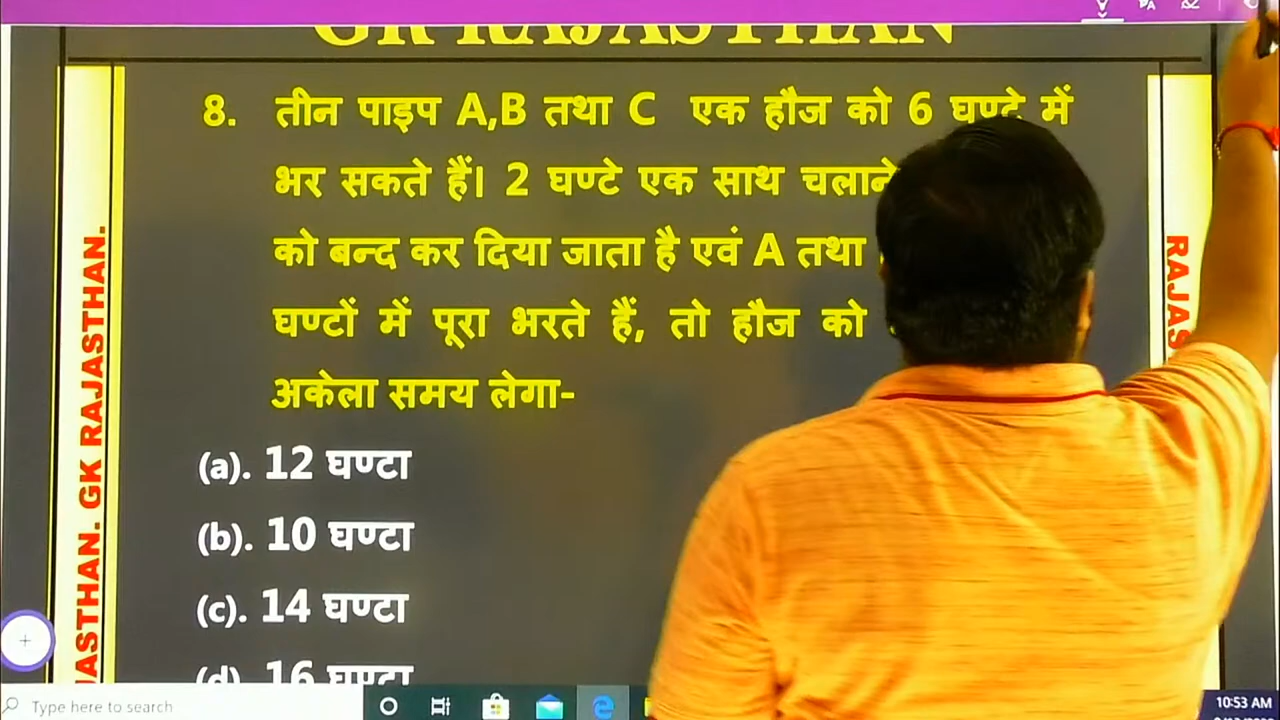 GK RAJASTHAN
8. तीन पाइप A,B तथा C एक हौज को 6 घण्टे में
भर सकते हैं। 2 घण्टे एक साथ चलाने
को बन्द कर दिया जाता है एवं A तथा
घण्टों में पूरा भरते हैं, तो हौज को
अकेला समय लेगा-
(a). 12 घण्टा
(b). 10 घण्टा
(c). 14 घण्टा
(d). 16 घण्टा
JASTHAN. GK RAJASTHAN.
RAJAS
Type here to search
10:53 AM